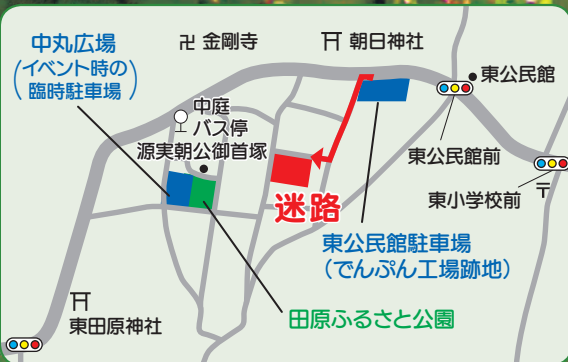 中丸広場
（イベント時の
臨時駐車場）
卍 金剛寺
朝日神社
東公民館
中庭
バス停
源実朝公御首塚
東公民館前
〒
東小学校前
迷路
東公民館駐車場
（でんぷん工場跡地）
田原ふるさと公園
東田原神社